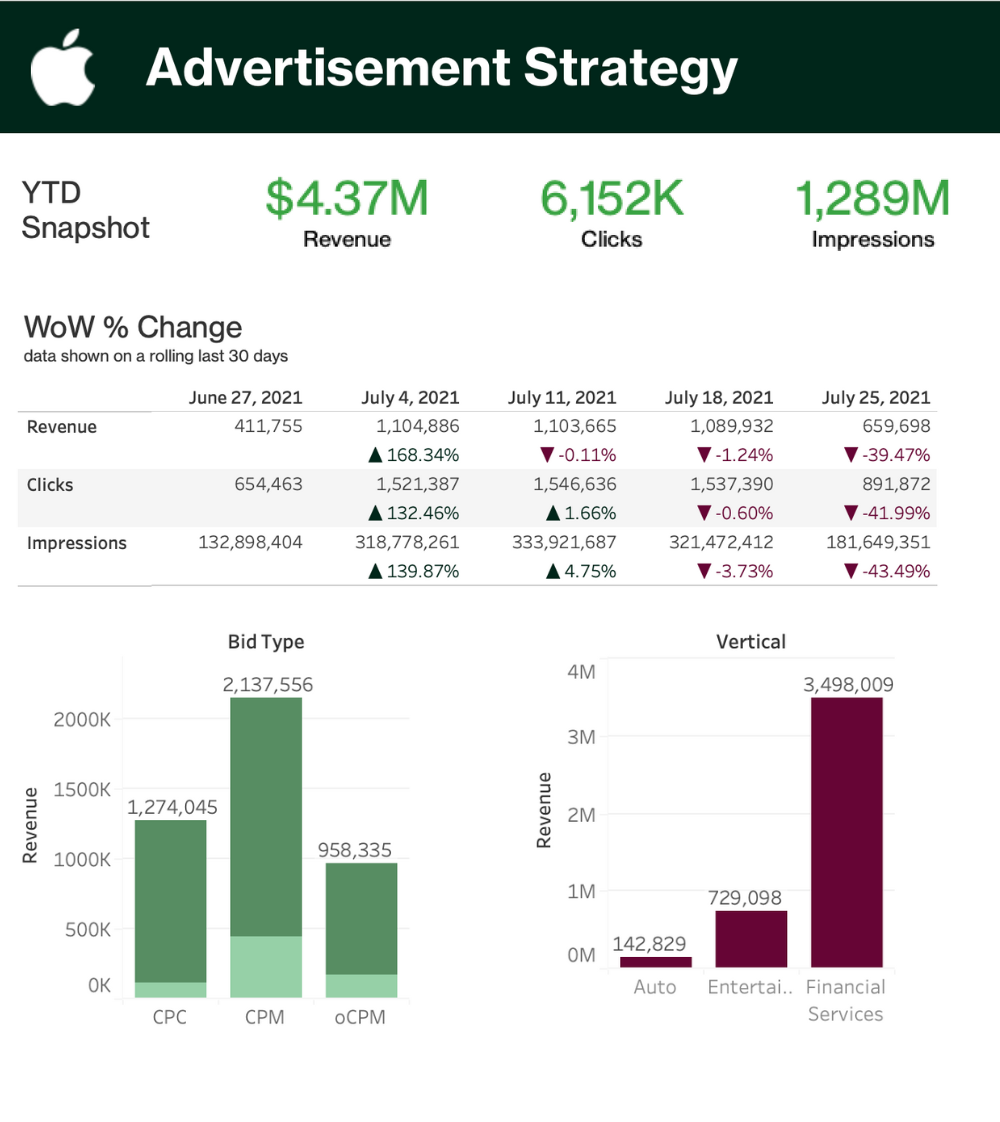 Advertisement Strategy
YTD
Snapshot
$4.37M
Revenue
6,152K
Clicks
1,289M
Impressions
WoW % Change
data shown on a rolling last 30 days
June 27, 2021 July 4, 2021 July 11, 2021 July 18, 2021 July 25, 2021
Revenue 411,755 1,104,886 1,103,665 1,089,932 659,698
▲ 168.34% ▼ -0.11% ▼ -1.24% ▼ -39.47%
Clicks 654,463 1,521,387 1,546,636 1,537,390 891,872
▲ 132.46% ▲ 1.66% ▼ -0.60% ▼ -41.99%
Impressions 132,898,404 318,778,261 333,921,687 321,472,412 181,649,351
▲ 139.87% ▲ 4.75% ▼ -3.73% ▼ -43.49%
Bid Type
Revenue
2000K
1500K
1000K
500K
0K
1,274,045
2,137,556
958,335
CPC CPM oCPM
Vertical
Revenue
4M
3M
2M
1M
0M
142,829
729,098
3,498,009
Auto Entertai.. Financial
Services